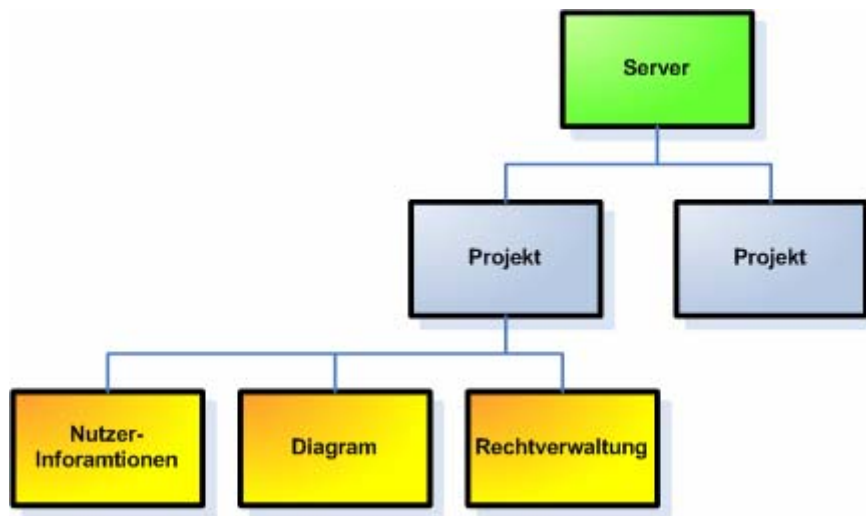 Server
Projekt
Projekt
Nutzer-
Inforamtionen
Diagram
Rechtverwaltung